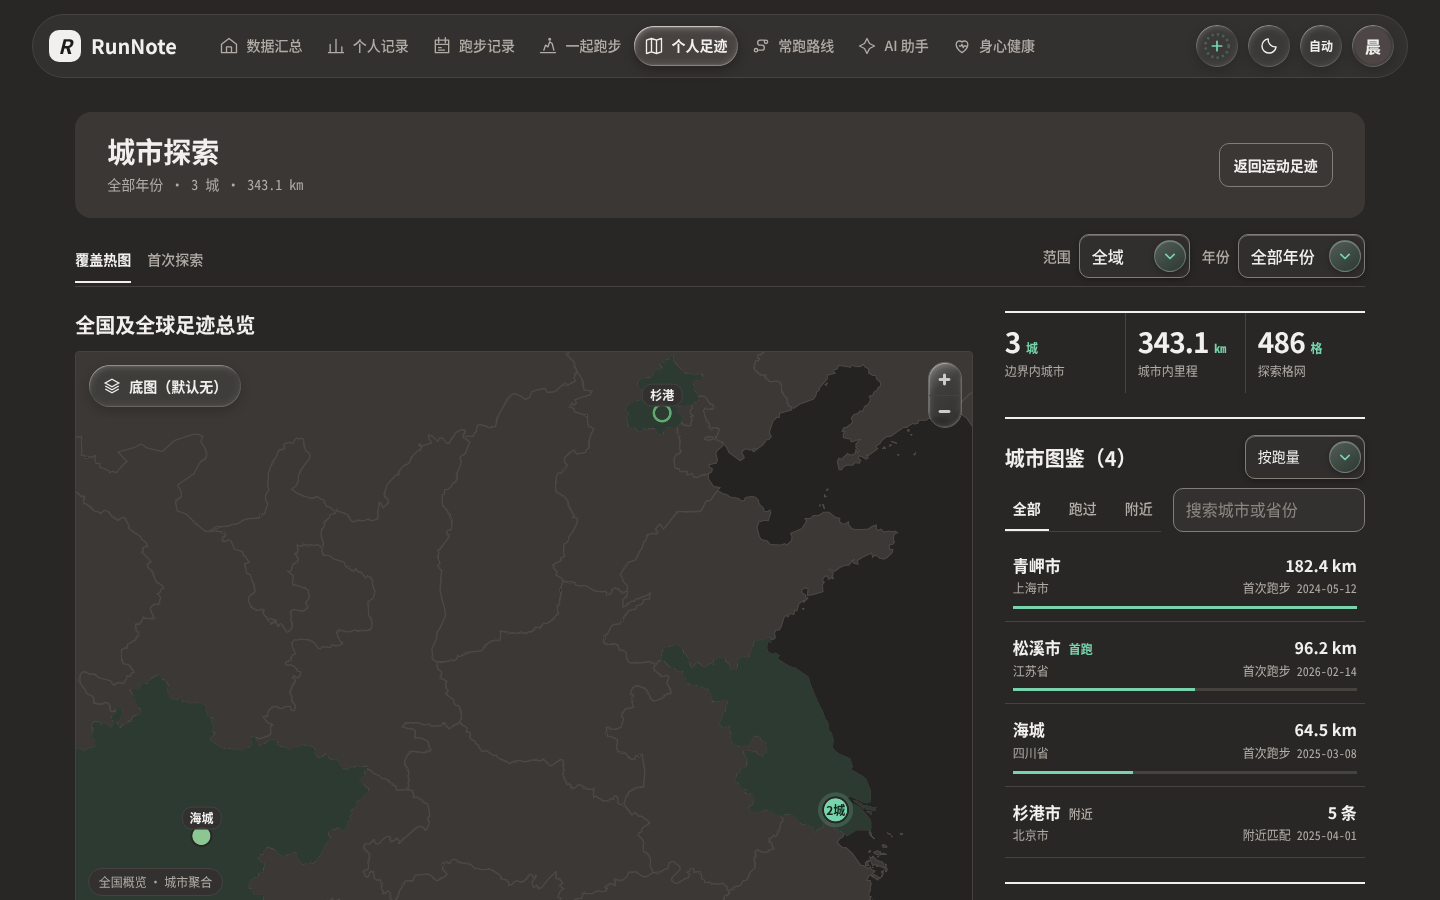 R RunNote 数据汇总 个人记录 跑步记录 一起跑步 个人足迹 常跑路线 AI 助手 身心健康 自动 晨
城市探索
全部年份 · 3 城 · 343.1 km
返回运动足迹
覆盖热图 首次探索
范围 全域 年份 全部年份
全国及全球足迹总览
底图（默认无）
杉港
海城
2城
全国概览 · 城市聚合
3 城
边界内城市
343.1 km
城市内里程
486 格
探索格网
城市图鉴（4）
按跑量
全部 跑过 附近
搜索城市或省份
青岬市 182.4 km
上海市 首次跑步 2024-05-12
松溪市 首跑 96.2 km
江苏省 首次跑步 2026-02-14
海城 64.5 km
四川省 首次跑步 2025-03-08
杉港市 附近 5 条
北京市 附近匹配 2025-04-01